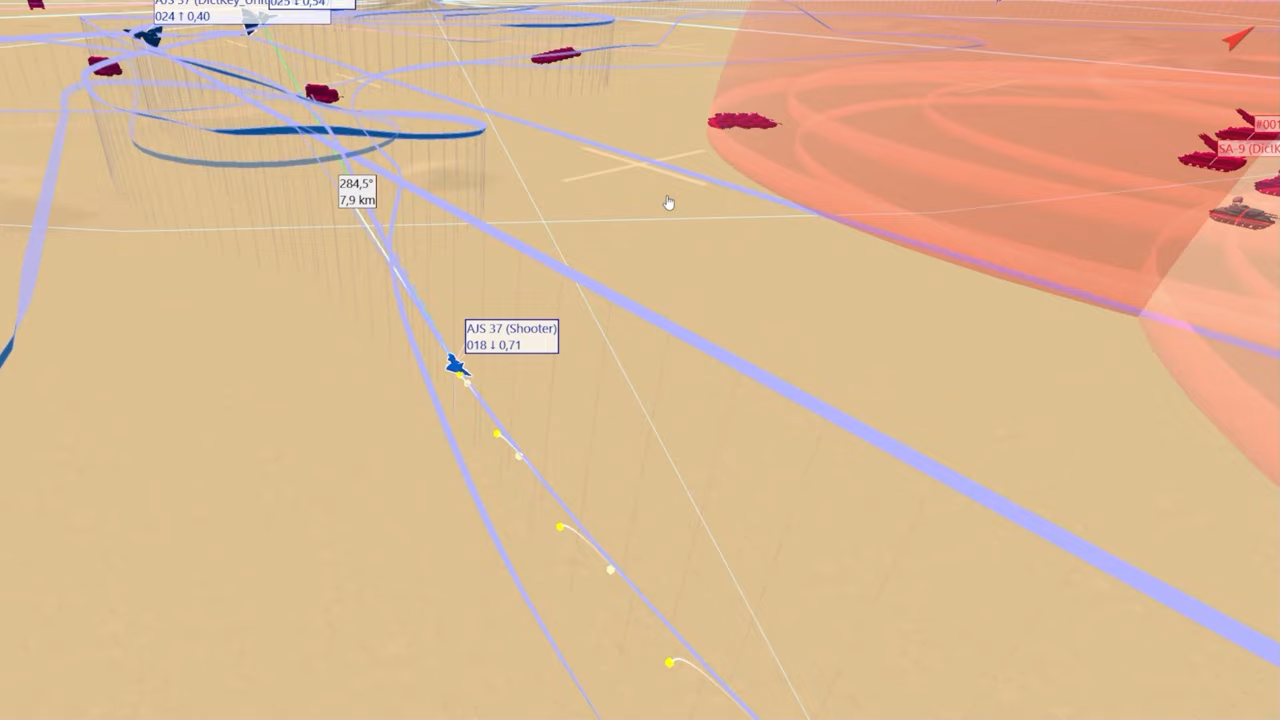 AJS 37 (DictKey_Unit
025 ↑ 0,54
024 ↑ 0,40
#001
SA-9 (DictK
284,5°
7,9 km
AJS 37 (Shooter)
018 ↓ 0,71